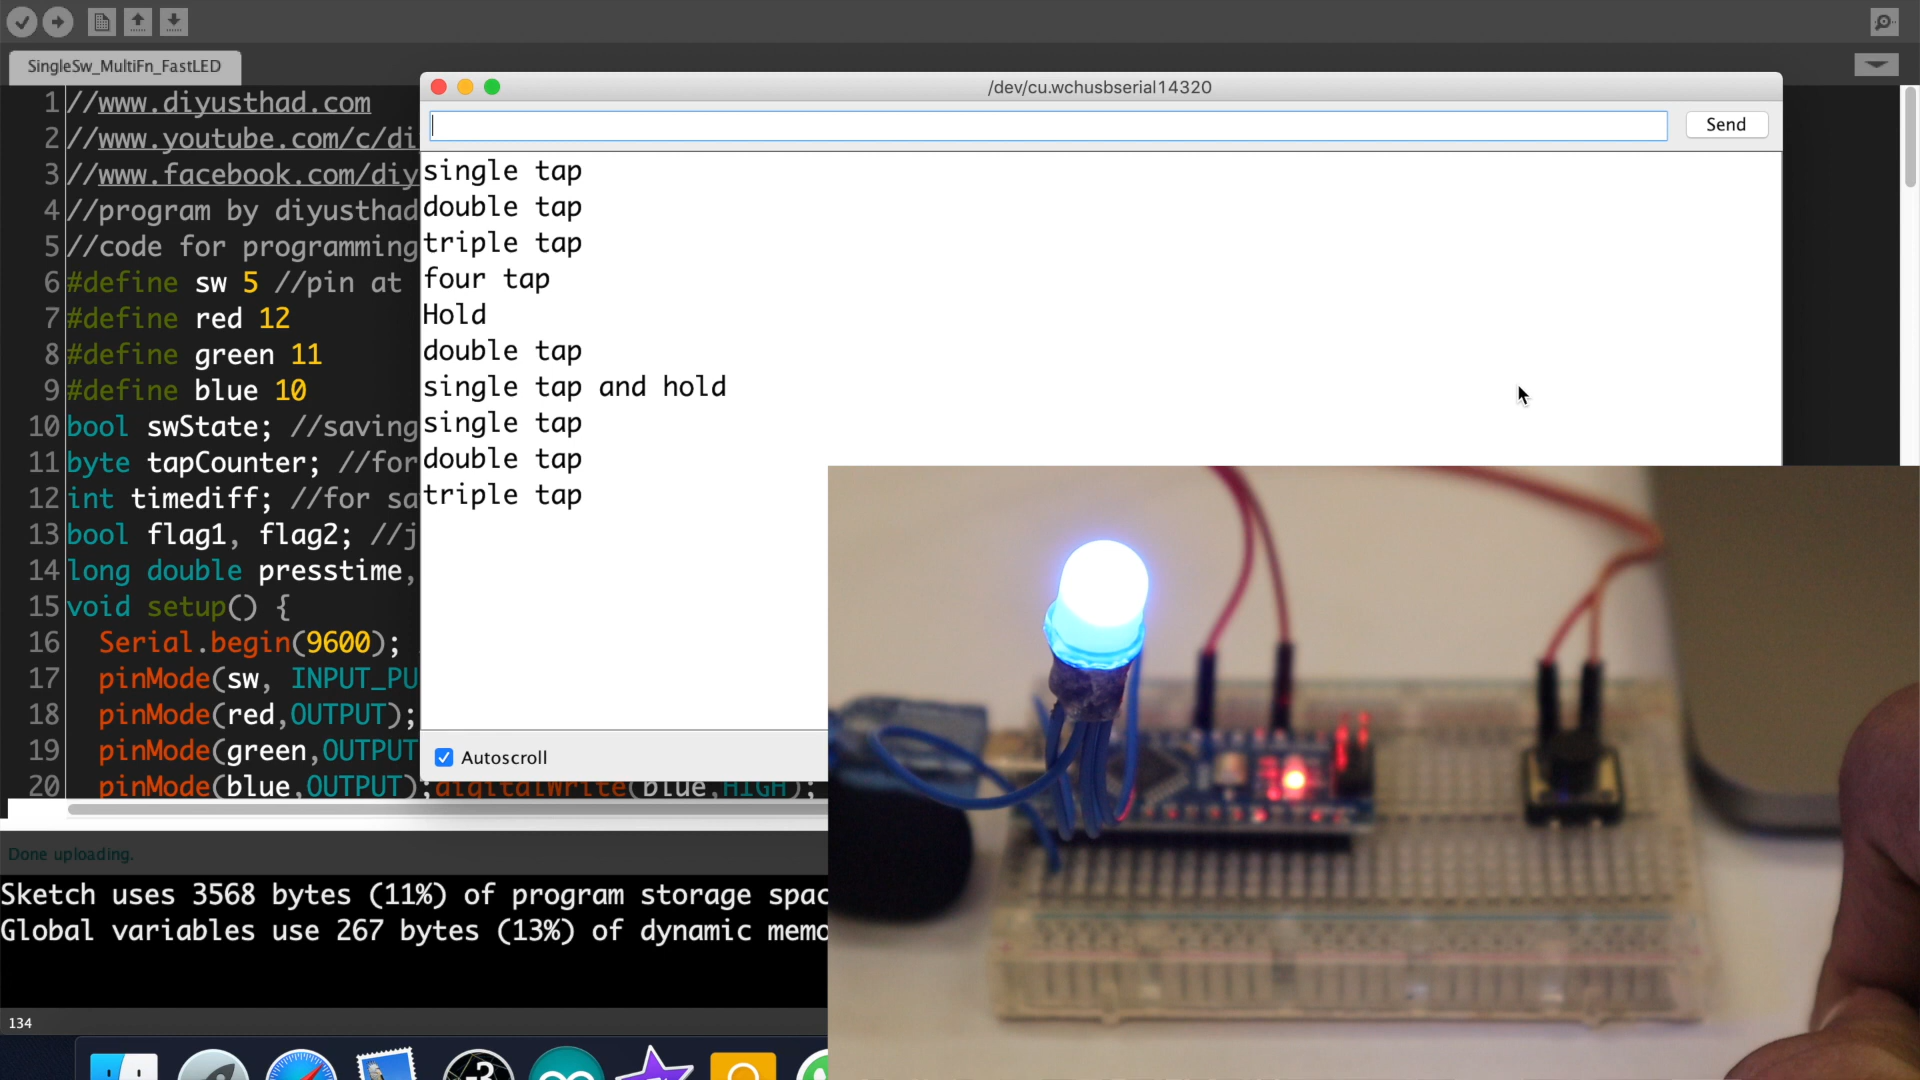 SingleSw_MultiFn_FastLED
/dev/cu.wchusbserial14320
Send
1 //www.diyusthad.com
2 //www.youtube.com/c/di
3 //www.facebook.com/diy
4 //program by diyusthad
5 //code for programming
6 #define sw 5 //pin at
7 #define red 12
8 #define green 11
9 #define blue 10
10 bool swState; //saving
11 byte tapCounter; //for
12 int timediff; //for sa
13 bool flag1, flag2; //j
14 long double presstime,
15 void setup() {
16 Serial.begin(9600);
17 pinMode(sw, INPUT_PU
18 pinMode(red,OUTPUT);
19 pinMode(green,OUTPUT
20 pinMode(blue,OUTPUT);digitalWrite(blue,HIGH);
single tap
double tap
triple tap
four tap
Hold
double tap
single tap and hold
single tap
double tap
triple tap
Autoscroll
Done uploading.
Sketch uses 3568 bytes (11%) of program storage spac
Global variables use 267 bytes (13%) of dynamic memo
134